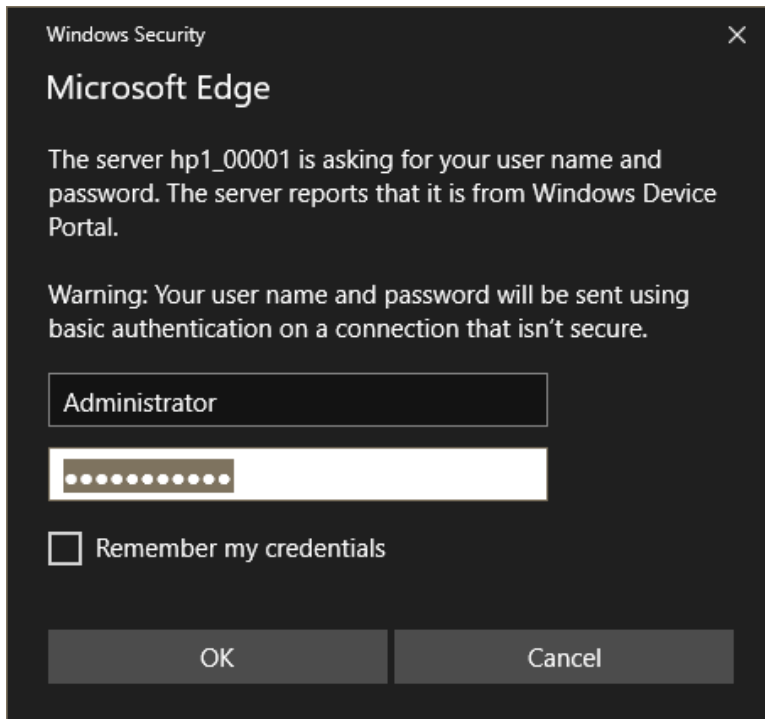 Windows Security
Microsoft Edge
The server hp1_00001 is asking for your user name and
password. The server reports that it is from Windows Device
Portal.
Warning: Your user name and password will be sent using
basic authentication on a connection that isn’t secure.
Administrator
●●●●●●●●●●●
Remember my credentials
OK
Cancel